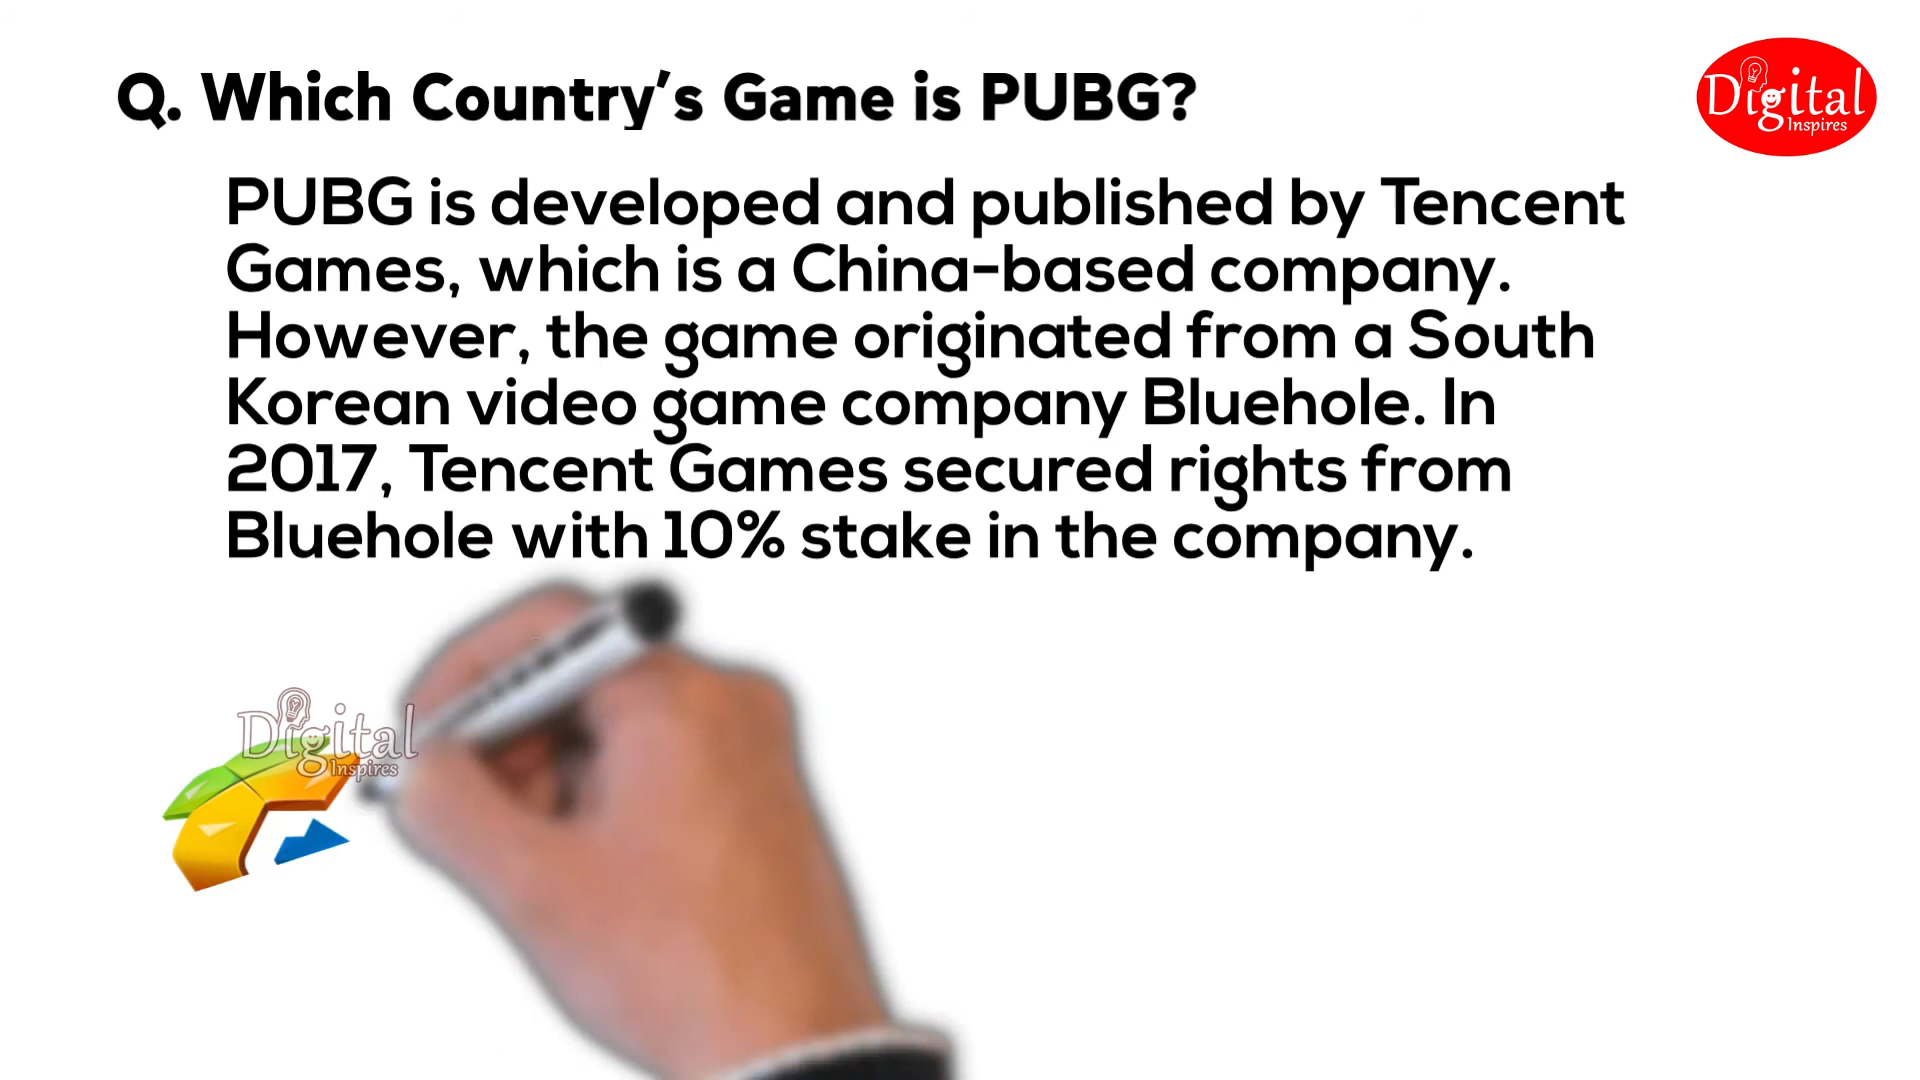 Q. Which Country's Game is PUBG?
Digital
Inspires
PUBG is developed and published by Tencent
Games, which is a China-based company.
However, the game originated from a South
Korean video game company Bluehole. In
2017, Tencent Games secured rights from
Bluehole with 10% stake in the company.
Digital
Inspires